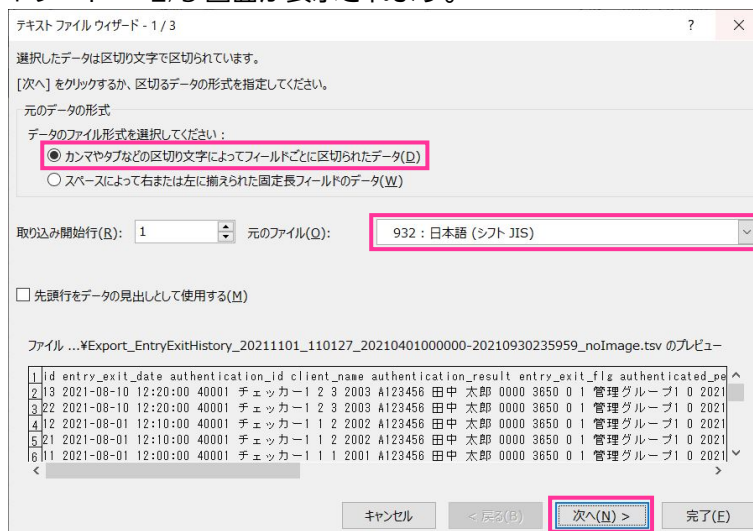 テキスト ファイル ウィザード - 1 / 3
選択したデータは区切り文字で区切られています。
[次へ] をクリックするか、区切るデータの形式を指定してください。
元のデータの形式
データのファイル形式を選択してください：
カンマやタブなどの区切り文字によってフィールドごとに区切られたデータ(D)
スペースによって右または左に揃えられた固定長フィールドのデータ(W)
取り込み開始行(R): 1 元のファイル(O): 932 : 日本語 (シフト JIS)
先頭行をデータの見出しとして使用する(M)
ファイル ...¥Export_EntryExitHistory_20211101_110127_20210401000000-20210930235959_noImage.tsv のプレビュー
1 id entry_exit_date authentication_id client_name authentication_result entry_exit_flg authenticated_pe
2 13 2021-08-10 12:20:00 40001 チェッカー1 2 3 2003 A123456 田中 太郎 0000 3650 0 1 管理グループ1 0 2021
3 22 2021-08-10 12:20:00 40001 チェッカー1 2 3 2003 A123456 田中 太郎 0000 3650 0 1 管理グループ1 0 2021
4 12 2021-08-01 12:10:00 40001 チェッカー1 1 2 2002 A123456 田中 太郎 0000 3650 0 1 管理グループ1 0 2021
5 21 2021-08-01 12:10:00 40001 チェッカー1 1 2 2002 A123456 田中 太郎 0000 3650 0 1 管理グループ1 0 2021
6 11 2021-08-01 12:00:00 40001 チェッカー1 1 1 2001 A123456 田中 太郎 0000 3650 0 1 管理グループ1 0 2021
キャンセル < 戻る(B) 次へ(N) > 完了(F)